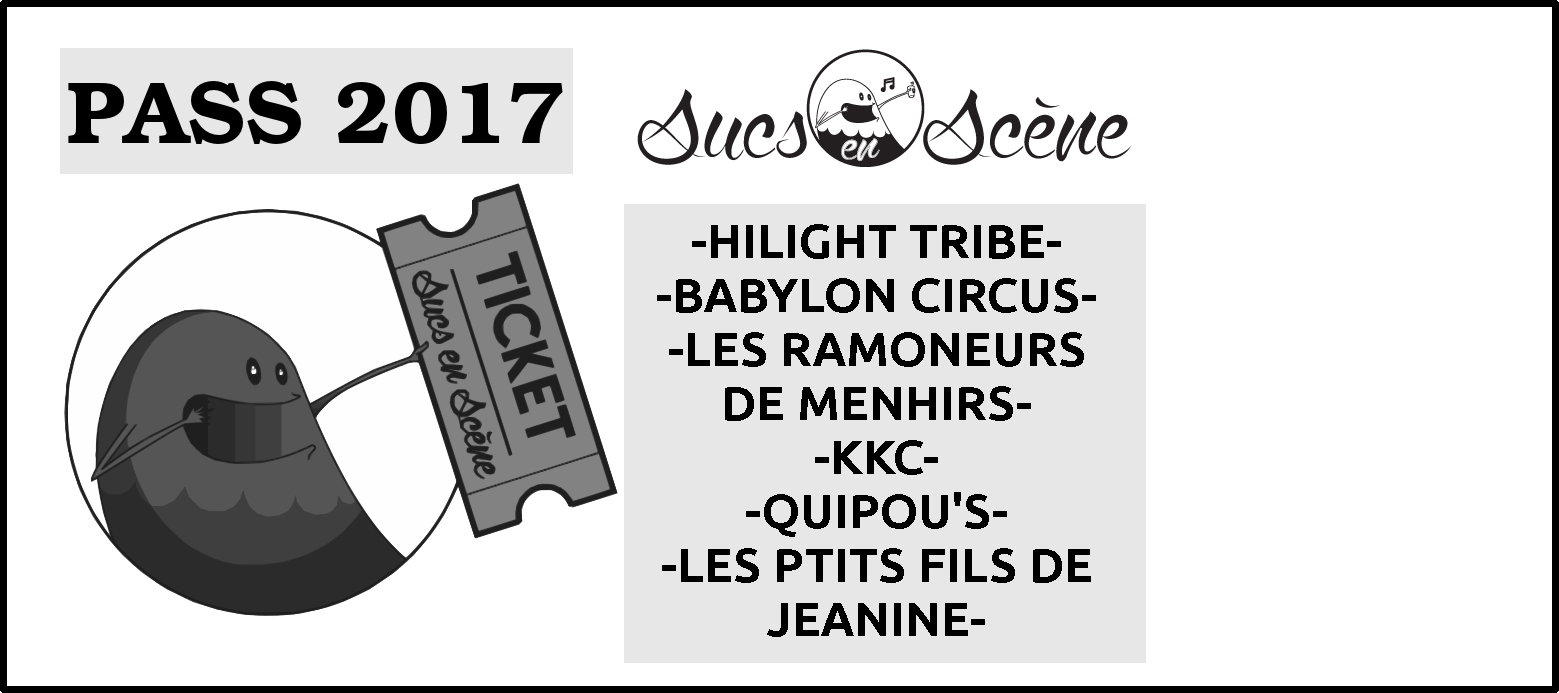 PASS 2017
Sucs en Scène
TICKET
Sucs en Scène
-HILIGHT TRIBE-
-BABYLON CIRCUS-
-LES RAMONEURS
DE MENHIRS-
-KKC-
-QUIPOU'S-
-LES PTITS FILS DE
JEANINE-